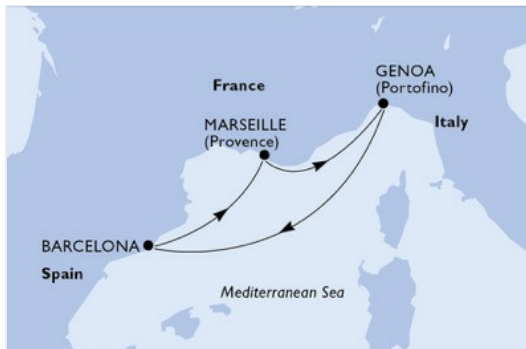 France
GENOA
(Portofino)
Italy
MARSEILLE
(Provence)
BARCELONA
Spain
Mediterranean Sea